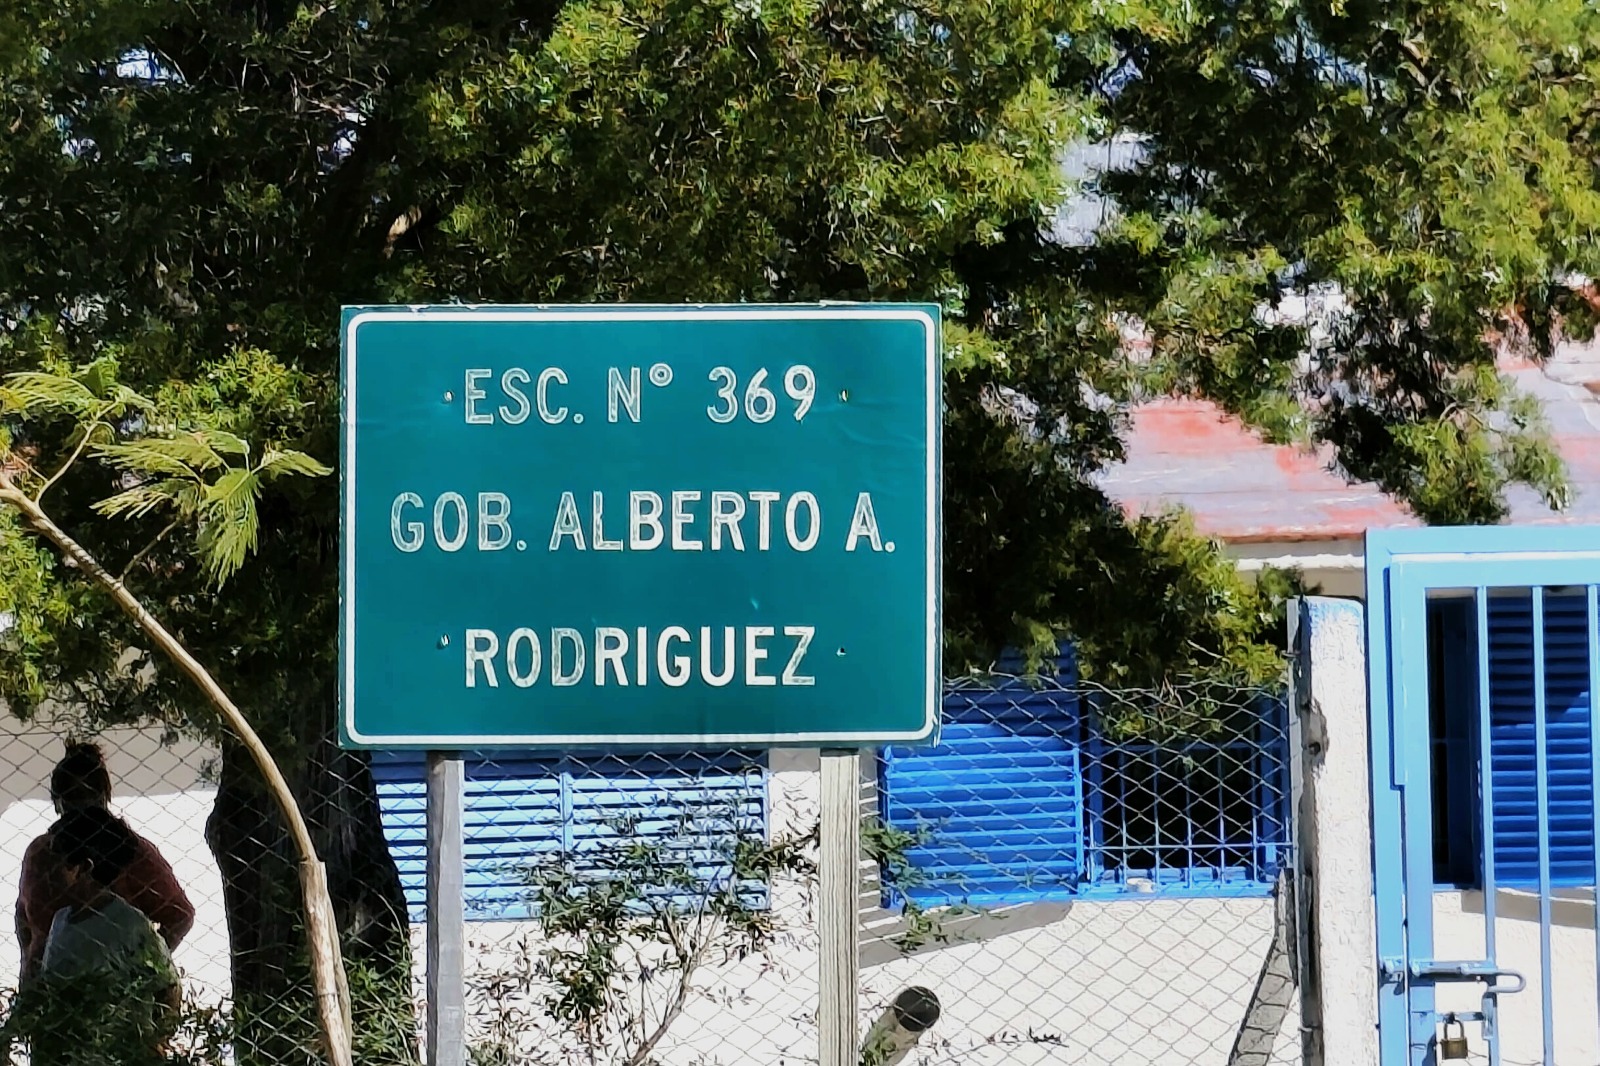 ESC. N° 369
GOB. ALBERTO A.
RODRIGUEZ